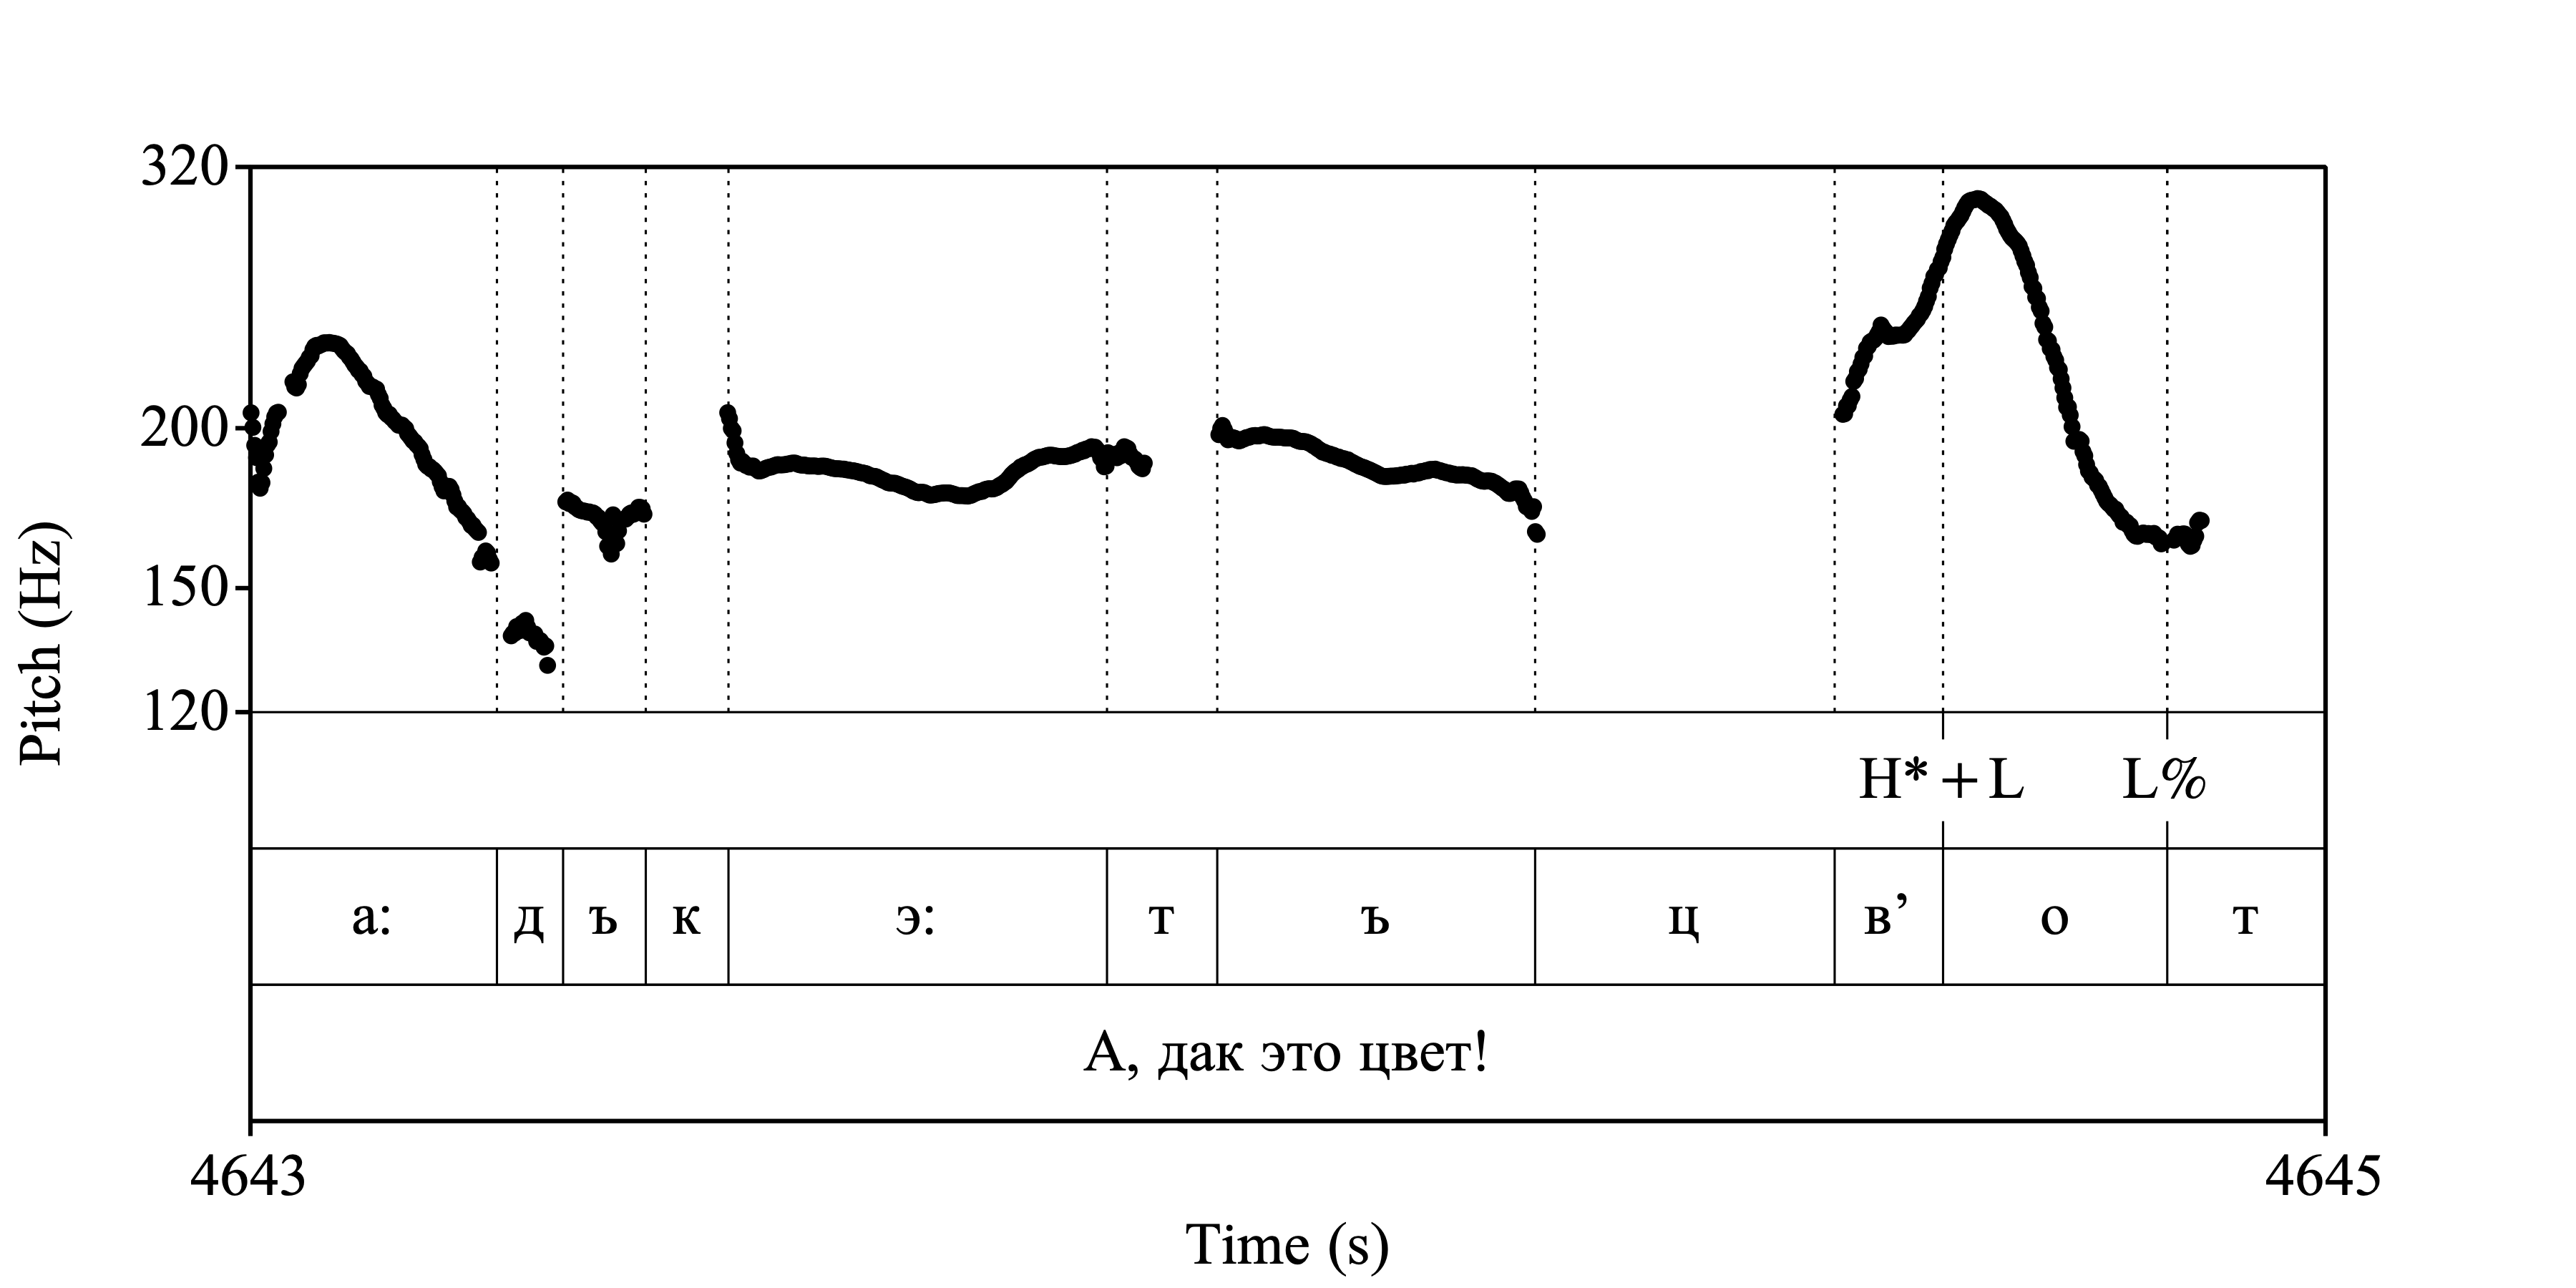 320
200
150
120
Pitch (Hz)
H* + L L%
а: д ъ к э: т ъ ц в’ о т
А, дак это цвет!
4643 4645
Time (s)